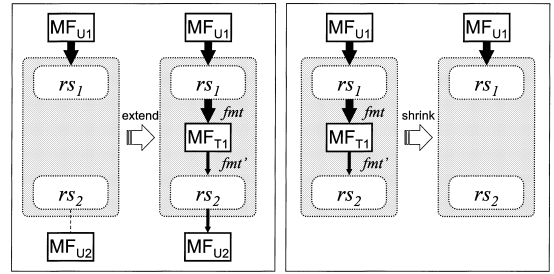 MF_U1 MF_U1 MF_U1 MF_U1
rs_1 rs_1 rs_1 rs_1
extend fmt shrink fmt
MF_T1 MF_T1
fmt' fmt'
rs_2 rs_2 rs_2 rs_2
MF_U2 MF_U2